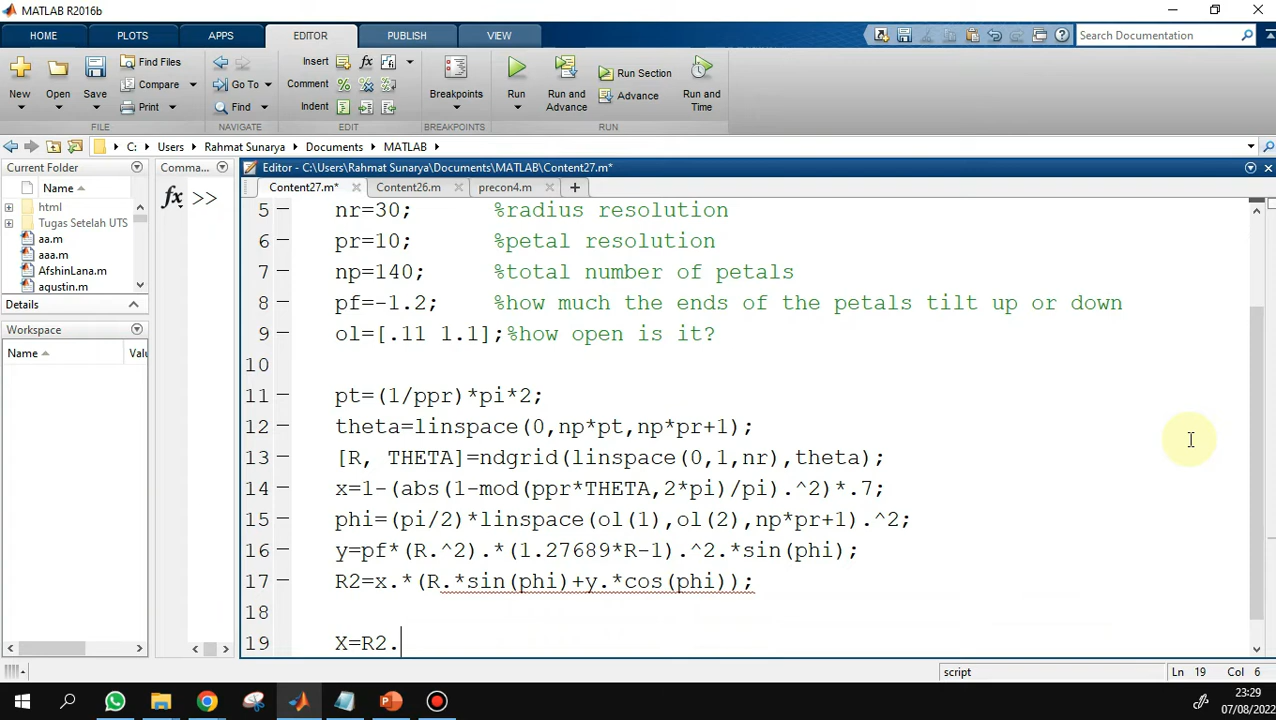 MATLAB R2016b
HOME PLOTS APPS EDITOR PUBLISH VIEW Search Documentation
New Open Save Find Files Compare Print
Go To Find
Insert fx Comment % Indent
Breakpoints
Run Run and Advance Run Section Advance Run and Time
FILE NAVIGATE EDIT BREAKPOINTS RUN
C: Users Rahmat Sunarya Documents MATLAB
Current Folder
Name
html
Tugas Setelah UTS
aa.m
aaa.m
AfshinLana.m
aqustin.m
Details
Workspace
Name Valu
Comma...
fx >>
Editor - C:\Users\Rahmat Sunarya\Documents\MATLAB\Content27.m*
Content27.m* Content26.m precon4.m
5 nr=30; %radius resolution
6 pr=10; %petal resolution
7 np=140; %total number of petals
8 pf=-1.2; %how much the ends of the petals tilt up or down
9 ol=[.11 1.1];%how open is it?
10
11 pt=(1/ppr)*pi*2;
12 theta=linspace(0,np*pt,np*pr+1);
13 [R, THETA]=ndgrid(linspace(0,1,nr),theta);
14 x=1-(abs(1-mod(ppr*THETA,2*pi)/pi).^2)*.7;
15 phi=(pi/2)*linspace(ol(1),ol(2),np*pr+1).^2;
16 y=pf*(R.^2).*(1.27689*R-1).^2.*sin(phi);
17 R2=x.*(R.*sin(phi)+y.*cos(phi));
18
19 X=R2.
script Ln 19 Col 6
23:29
07/08/2022